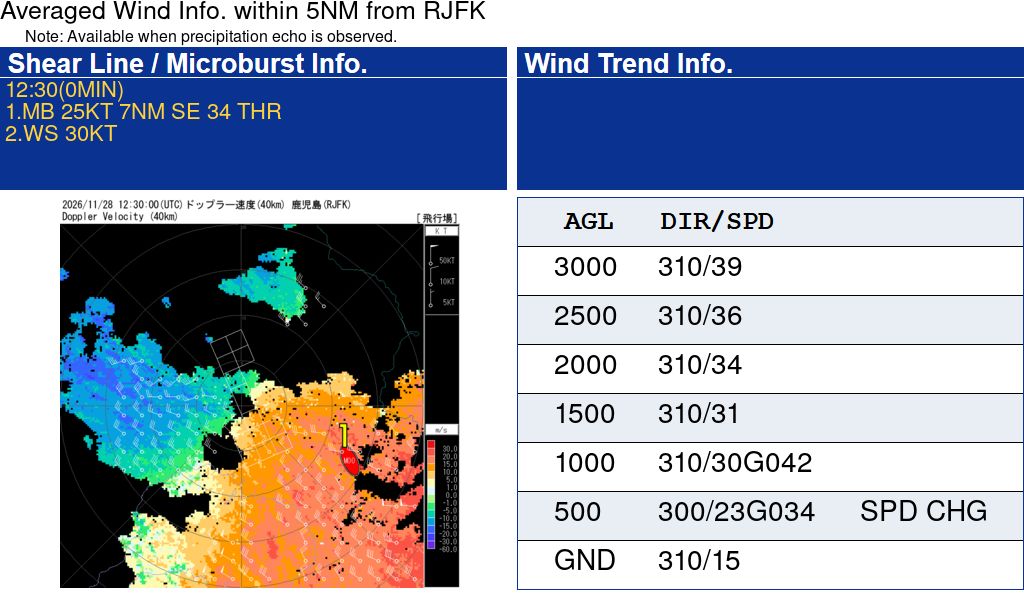 Averaged Wind Info. within 5NM from RJFK
Note: Available when precipitation echo is observed.
Shear Line / Microburst Info.
12:30(0MIN)
1.MB 25KT 7NM SE 34 THR
2.WS 30KT
Wind Trend Info.
2026/11/28 12:30:00(UTC) ドップラー速度(40km) 鹿児島(RJFK)
Doppler Velocity (40km)
[飛行場]
KT
50KT
10KT
5KT
1
m/s
30.0
20.0
15.0
10.0
5.0
1.0
0.0
-1.0
-5.0
-10.0
-15.0
-20.0
-30.0
-60.0
AGL DIR/SPD
3000 310/39
2500 310/36
2000 310/34
1500 310/31
1000 310/30G042
500 300/23G034 SPD CHG
GND 310/15